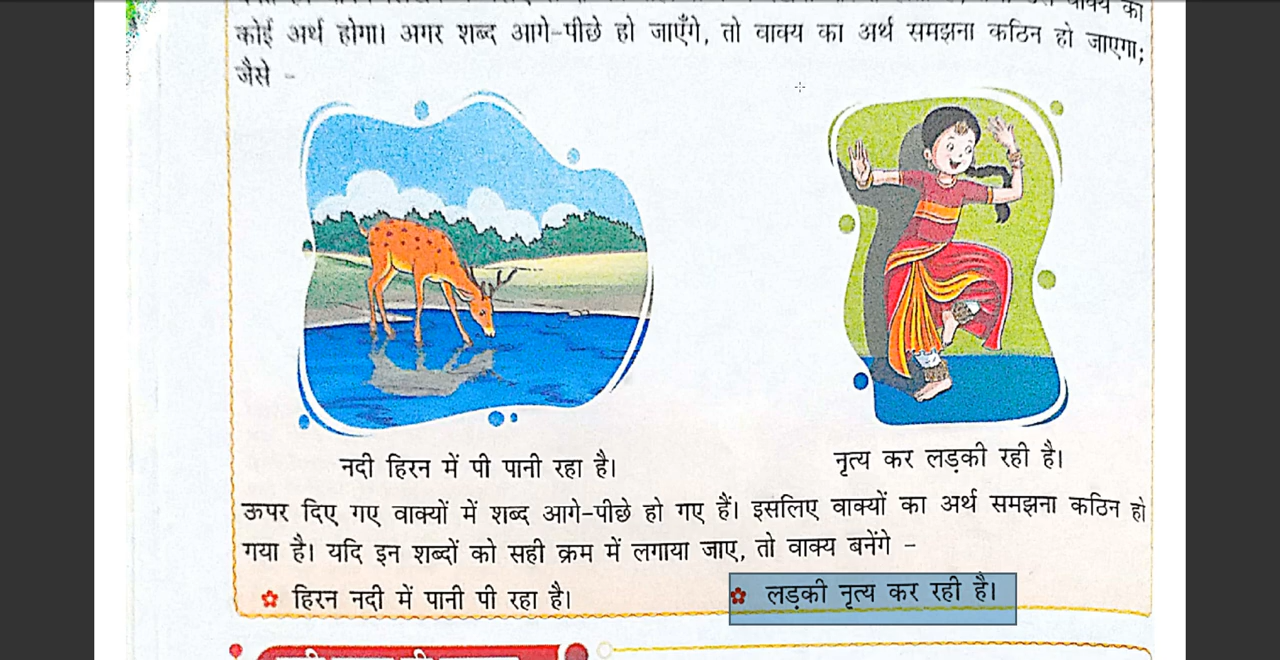 कोई अर्थ होगा। अगर शब्द आगे-पीछे हो जाएँगे, तो वाक्य का अर्थ समझना कठिन हो जाएगा;
जैसे -
नदी हिरन में पी पानी रहा है।
नृत्य कर लड़की रही है।
ऊपर दिए गए वाक्यों में शब्द आगे-पीछे हो गए हैं। इसलिए वाक्यों का अर्थ समझना कठिन हो
गया है। यदि इन शब्दों को सही क्रम में लगाया जाए, तो वाक्य बनेंगे -
हिरन नदी में पानी पी रहा है।
लड़की नृत्य कर रही है।